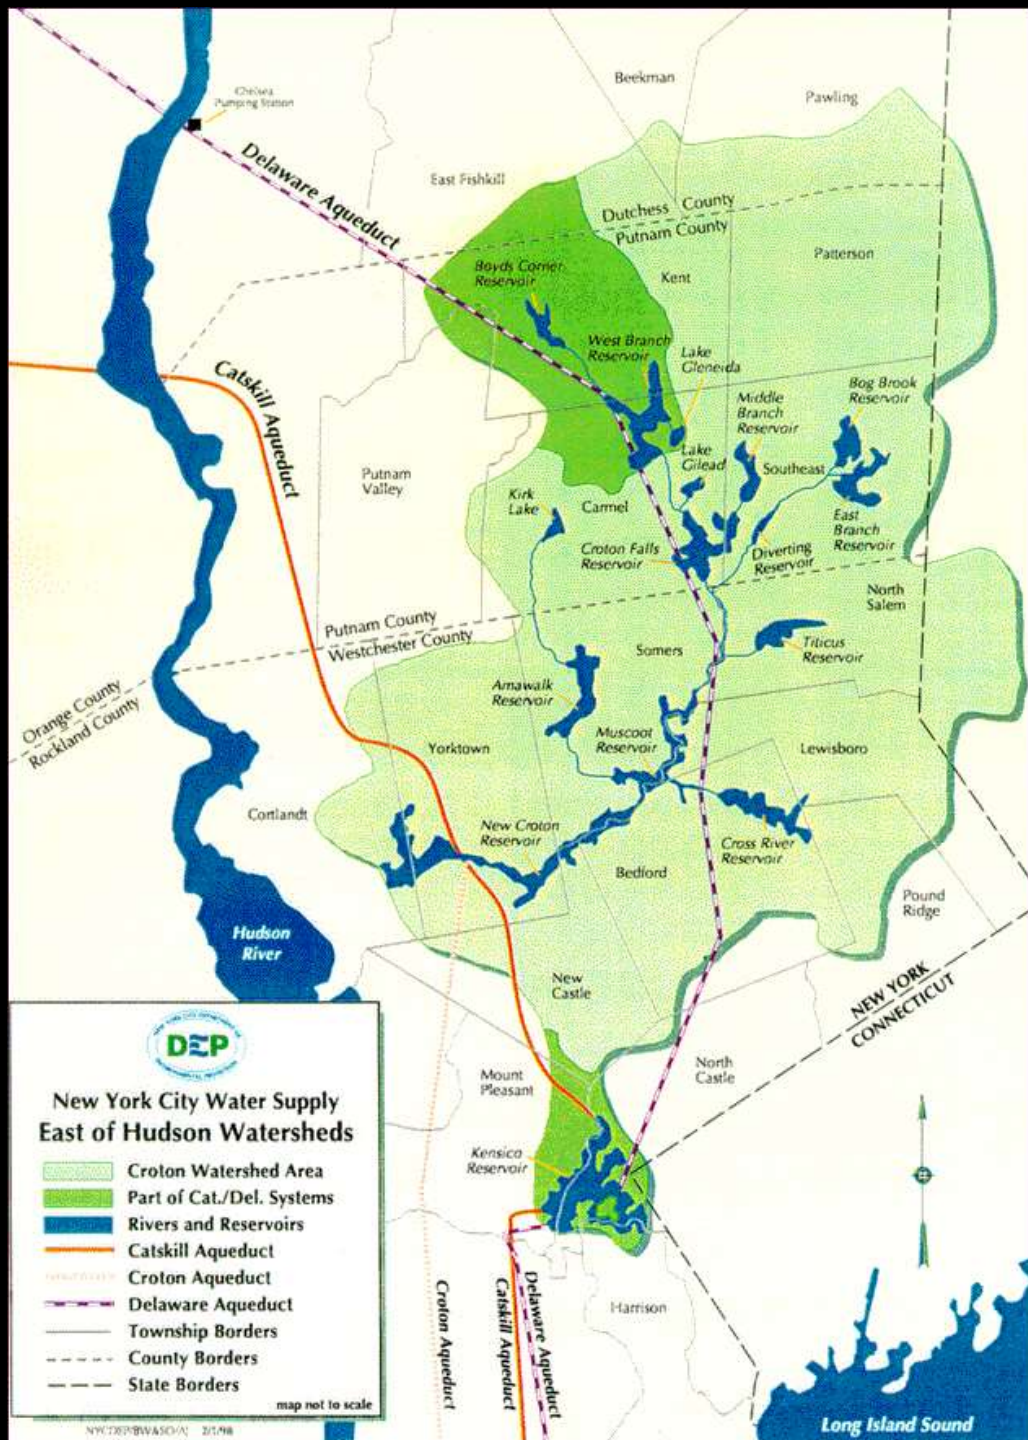 Beekman
Pawling
Chelsea
Pumping Station
Delaware Aqueduct
East Fishkill
Dutchess County
Putnam County
Patterson
Kent
Boyds Corner
Reservoir
West Branch
Reservoir
Lake
Gleneida
Bog Brook
Reservoir
Middle
Branch
Reservoir
Catskill Aqueduct
Putnam
Valley
Kirk
Lake
Carmel
Lake
Gilead
Southeast
East
Branch
Reservoir
Croton Falls
Reservoir
Diverting
Reservoir
North
Salem
Putnam County
Westchester County
Somers
Titicus
Reservoir
Orange County
Rockland County
Amawalk
Reservoir
Yorktown
Muscoot
Reservoir
Lewisboro
Cortlandt
New Croton
Reservoir
Cross River
Reservoir
Bedford
Pound
Ridge
Hudson
River
New
Castle
NEW YORK
CONNECTICUT
Mount
Pleasant
North
Castle
Kensico
Reservoir
Harrison
Croton Aqueduct
Catskill Aqueduct
Delaware Aqueduct
Long Island Sound
DEP
New York City Water Supply
East of Hudson Watersheds
Croton Watershed Area
Part of Cat./Del. Systems
Rivers and Reservoirs
Catskill Aqueduct
Croton Aqueduct
Delaware Aqueduct
Township Borders
County Borders
State Borders
map not to scale